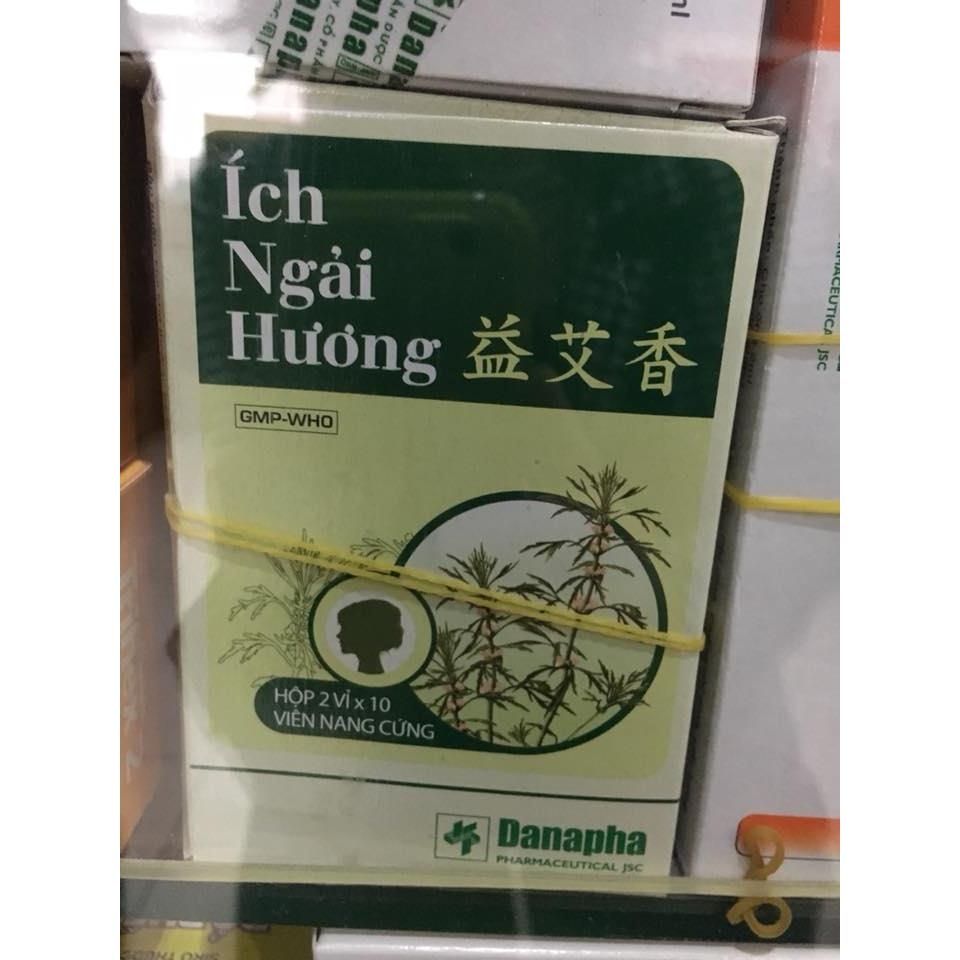 Ích
Ngải
Hương 益艾香
GMP-WHO
HỘP 2 VỈ x 10
VIÊN NANG CỨNG
Danapha
PHARMACEUTICAL JSC